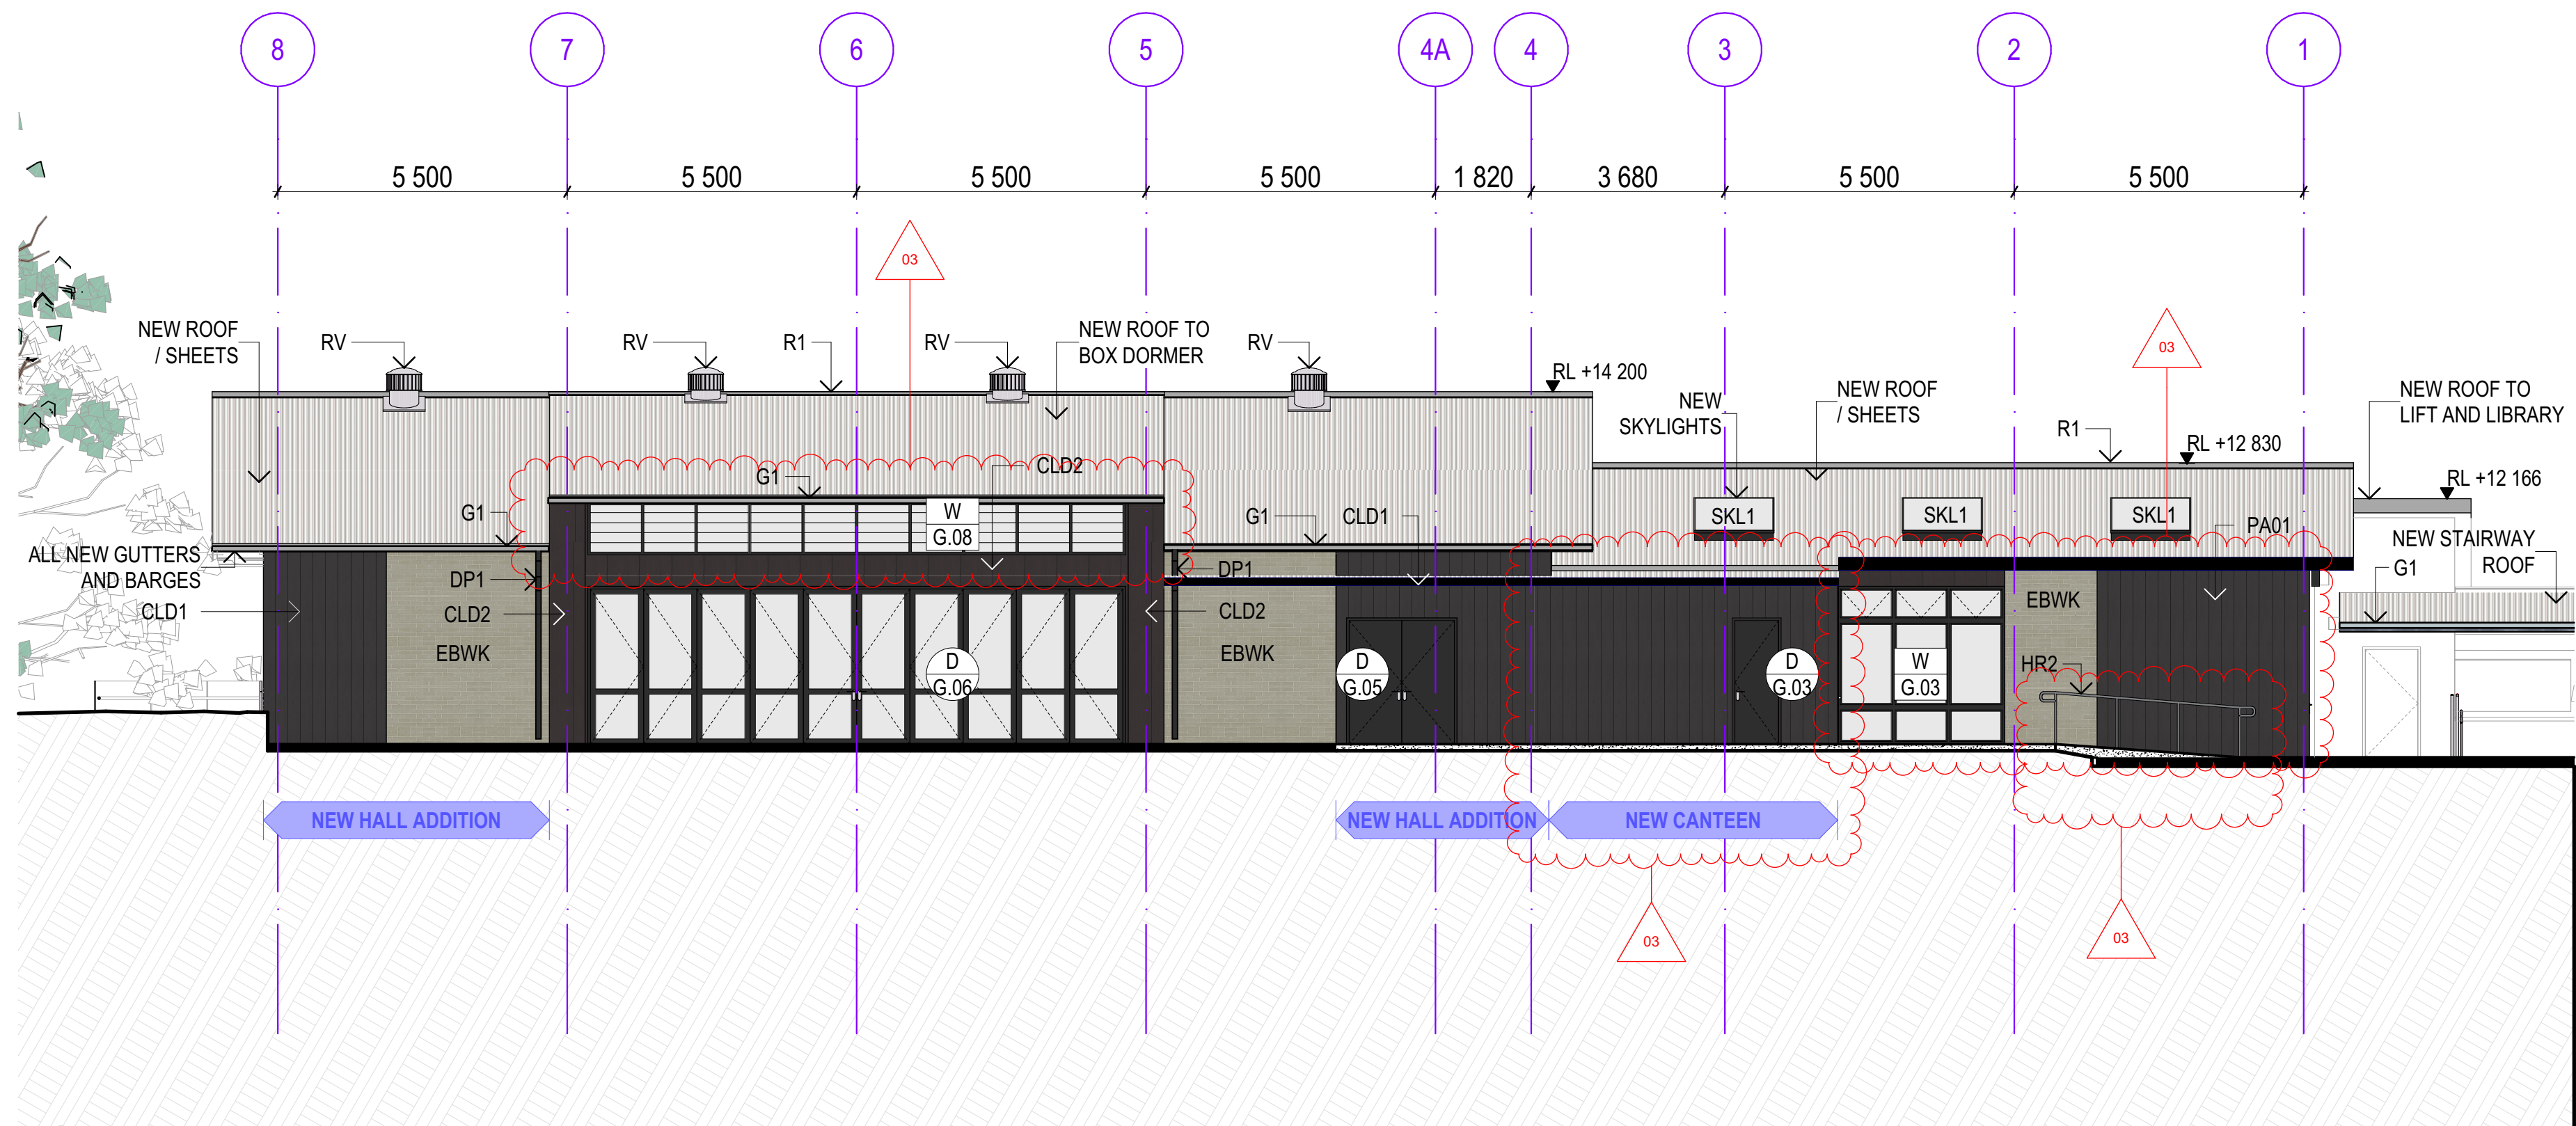 8 7 6 5 4A 4 3 2 1
5 500 5 500 5 500 5 500 1 820 3 680 5 500 5 500
03
03
NEW ROOF
/ SHEETS
RV
RV
R1
RV
NEW ROOF TO
BOX DORMER
RV
RL +14 200
NEW
SKYLIGHTS
NEW ROOF
/ SHEETS
R1
RL +12 830
NEW ROOF TO
LIFT AND LIBRARY
RL +12 166
G1
CLD2
G1
W
G.08
G1
CLD1
SKL1
SKL1
SKL1
PA01
NEW STAIRWAY
ROOF
G1
ALL NEW GUTTERS
AND BARGES
CLD1
DP1
CLD2
EBWK
DP1
CLD2
EBWK
EBWK
D
G.06
D
G.05
D
G.03
W
G.03
HR2
NEW HALL ADDITION
NEW HALL ADDITION
NEW CANTEEN
03
03